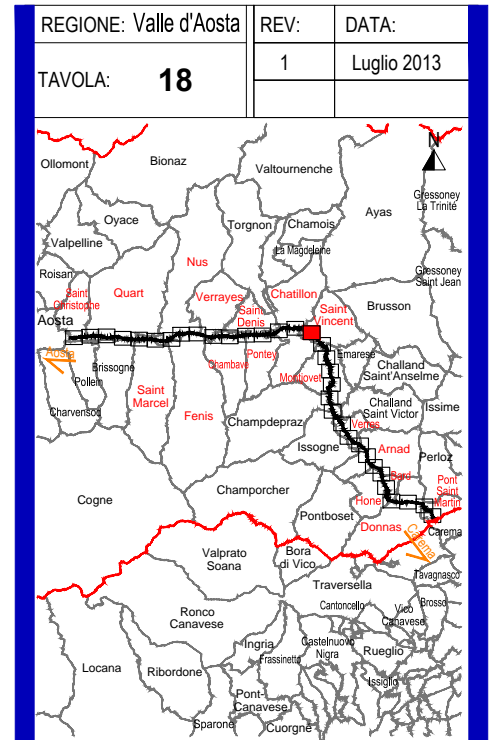 REGIONE: Valle d'Aosta
REV:
DATA:
TAVOLA: 18
1
Luglio 2013
N
Ollomont
Bionaz
Valtournenche
Gressoney
La Trinité
Oyace
Torgnon
Chamois
Ayas
Valpelline
La Magdeleine
Nus
Roisan
Gressoney
Saint Jean
Saint
Christophe
Quart
Verrayes
Chatillon
Saint
Denis
Saint
Vincent
Brusson
Aosta
Aosta
Brissogne
Chambave
Pontey
Emarese
Pollein
Saint
Marcel
Montjovet
Challand
Saint'Anselme
Charvensod
Fenis
Champdepraz
Challand
Saint Victor
Issime
Verres
Issogne
Arnad
Perloz
Bard
Pont
Saint
Martin
Cogne
Champorcher
Hone
Pontboset
Donnas
Carema
Carema
Valprato
Soana
Bora
di Vico
Traversella
Tavagnasco
Ronco
Canavese
Cantoncello
Vico
Canavese
Brosso
Ingria
Castelnuovo
Nigra
Rueglio
Frassinetto
Locana
Ribordone
Issiglio
Pont-
Canavese
Sparone
Cuorgne'